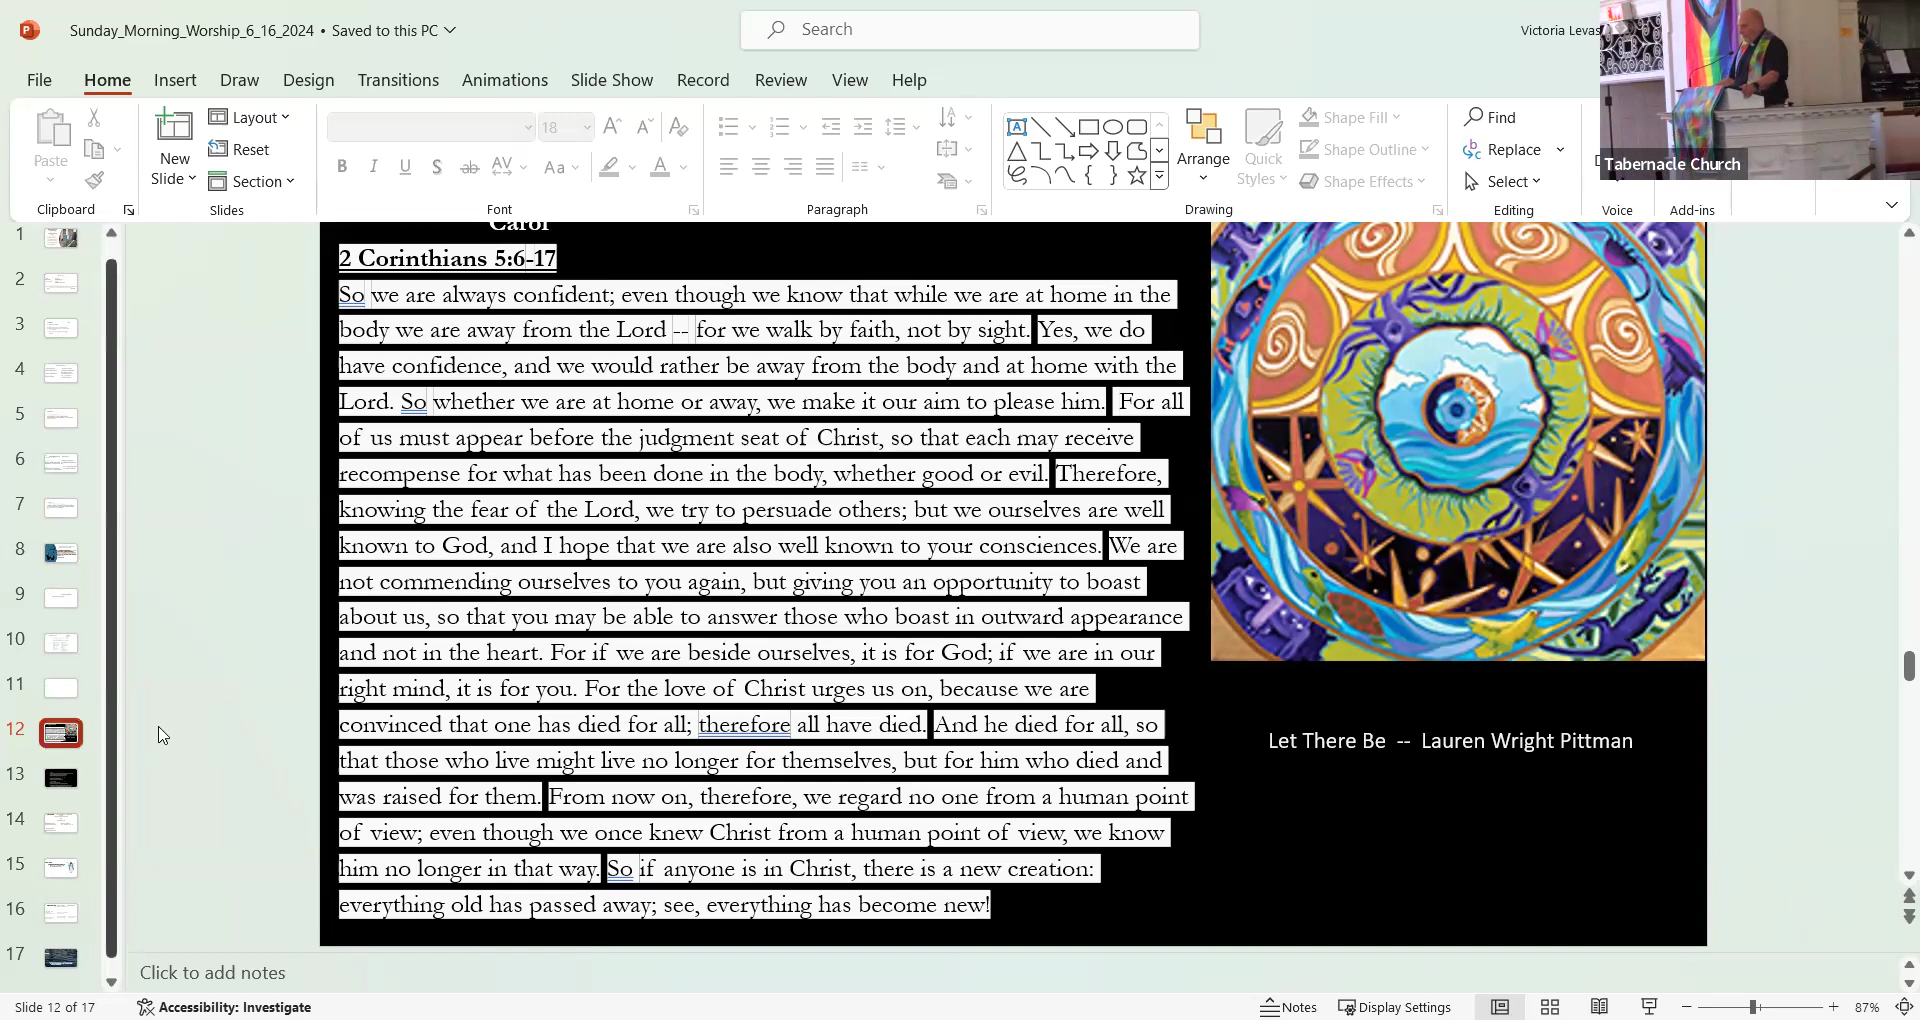 Sunday_Morning_Worship_6_16_2024 • Saved to this PC
Search
Victoria Levas
File Home Insert Draw Design Transitions Animations Slide Show Record Review View Help
Paste
New Slide
Layout
Reset
Section
18
Arrange
Quick Styles
Shape Fill
Shape Outline
Shape Effects
Find
Replace
Select
Tabernacle Church
Clipboard Slides Font Paragraph Drawing Editing Voice Add-ins
Carol
2 Corinthians 5:6-17
So we are always confident; even though we know that while we are at home in the
body we are away from the Lord -- for we walk by faith, not by sight. Yes, we do
have confidence, and we would rather be away from the body and at home with the
Lord. So whether we are at home or away, we make it our aim to please him. For all
of us must appear before the judgment seat of Christ, so that each may receive
recompense for what has been done in the body, whether good or evil. Therefore,
knowing the fear of the Lord, we try to persuade others; but we ourselves are well
known to God, and I hope that we are also well known to your consciences. We are
not commending ourselves to you again, but giving you an opportunity to boast
about us, so that you may be able to answer those who boast in outward appearance
and not in the heart. For if we are beside ourselves, it is for God; if we are in our
right mind, it is for you. For the love of Christ urges us on, because we are
convinced that one has died for all; therefore all have died. And he died for all, so
that those who live might live no longer for themselves, but for him who died and
was raised for them. From now on, therefore, we regard no one from a human point
of view; even though we once knew Christ from a human point of view, we know
him no longer in that way. So if anyone is in Christ, there is a new creation:
everything old has passed away; see, everything has become new!
Let There Be -- Lauren Wright Pittman
1
2
3
4
5
6
7
8
9
10
11
12
13
14
15
16
17
Click to add notes
Slide 12 of 17
Accessibility: Investigate
Notes
Display Settings
87%